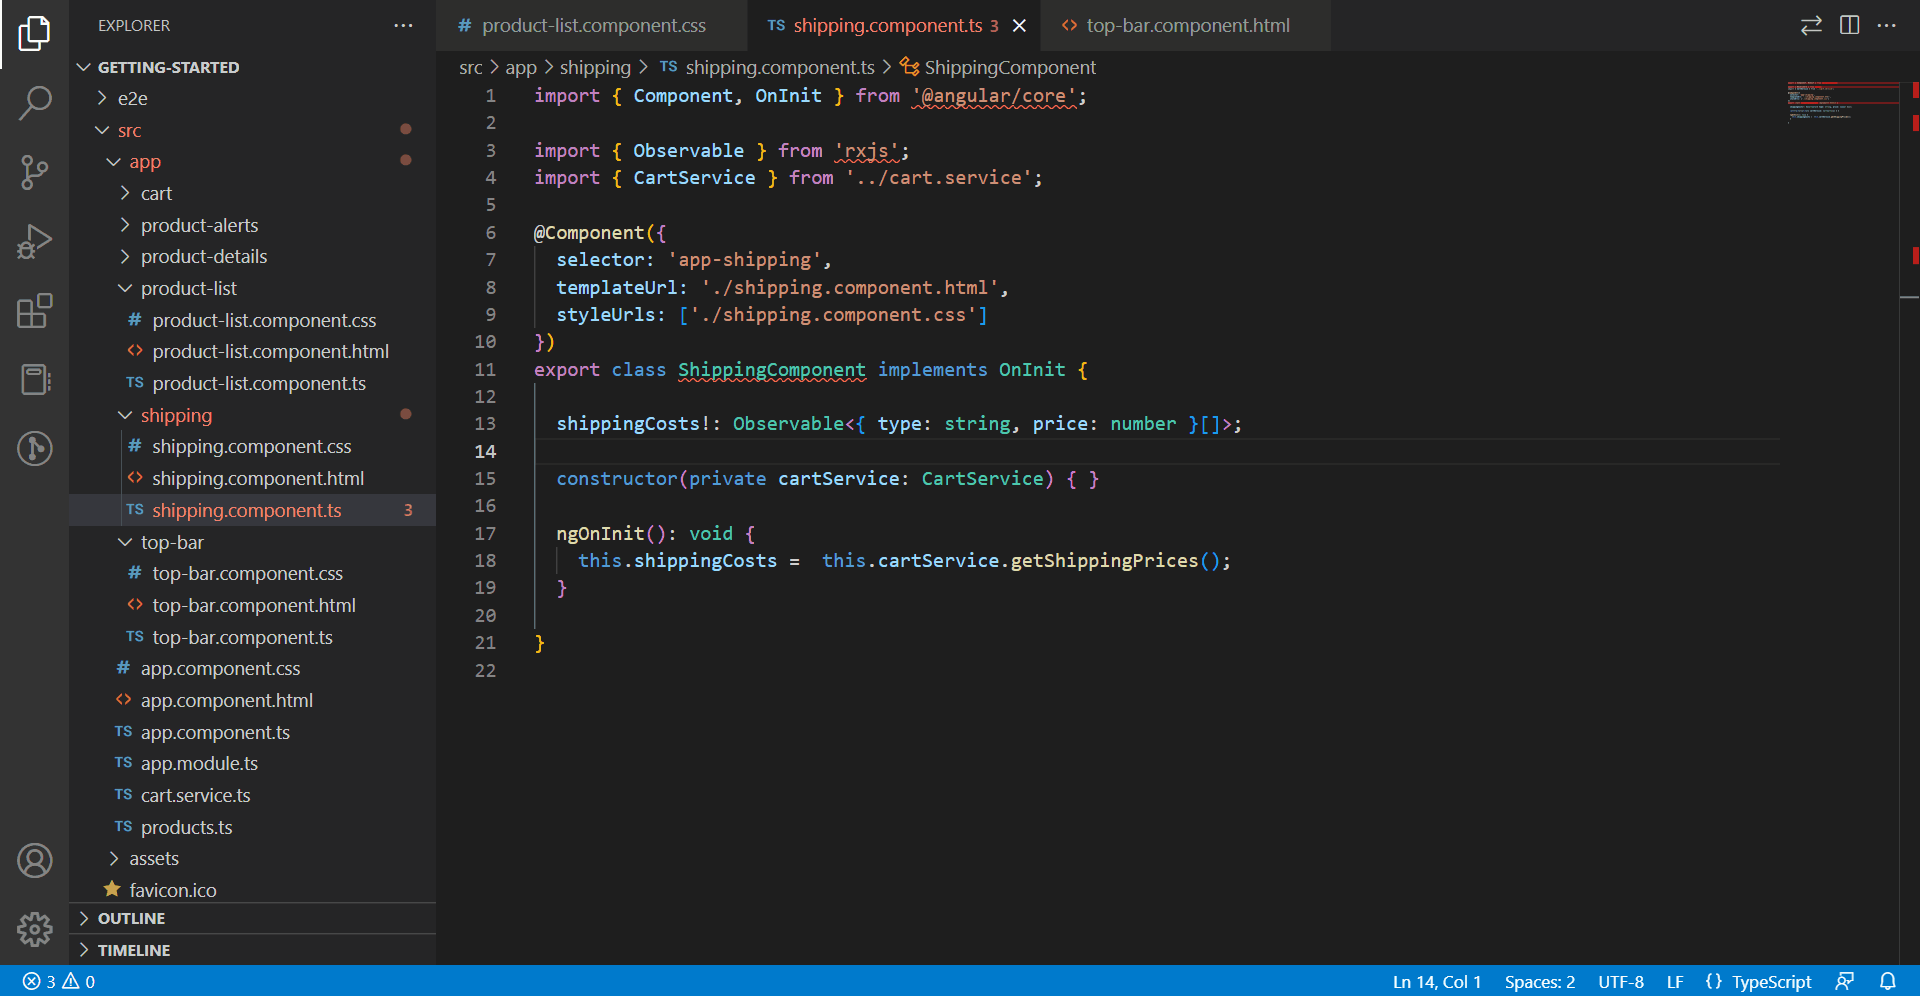 EXPLORER
GETTING-STARTED
e2e
src
app
cart
product-alerts
product-details
product-list
# product-list.component.css
<> product-list.component.html
TS product-list.component.ts
shipping
# shipping.component.css
<> shipping.component.html
TS shipping.component.ts 3
top-bar
# top-bar.component.css
<> top-bar.component.html
TS top-bar.component.ts
# app.component.css
<> app.component.html
TS app.component.ts
TS app.module.ts
TS cart.service.ts
TS products.ts
assets
favicon.ico
OUTLINE
TIMELINE
# product-list.component.css
TS shipping.component.ts 3
<> top-bar.component.html
src > app > shipping > TS shipping.component.ts > ShippingComponent
1 import { Component, OnInit } from '@angular/core';
2
3 import { Observable } from 'rxjs';
4 import { CartService } from '../cart.service';
5
6 @Component({
7 selector: 'app-shipping',
8 templateUrl: './shipping.component.html',
9 styleUrls: ['./shipping.component.css']
10 })
11 export class ShippingComponent implements OnInit {
12
13 shippingCosts!: Observable<{ type: string, price: number }[]>;
14
15 constructor(private cartService: CartService) { }
16
17 ngOnInit(): void {
18 this.shippingCosts =  this.cartService.getShippingPrices();
19 }
20
21 }
22
3 0
Ln 14, Col 1
Spaces: 2
UTF-8
LF
{} TypeScript